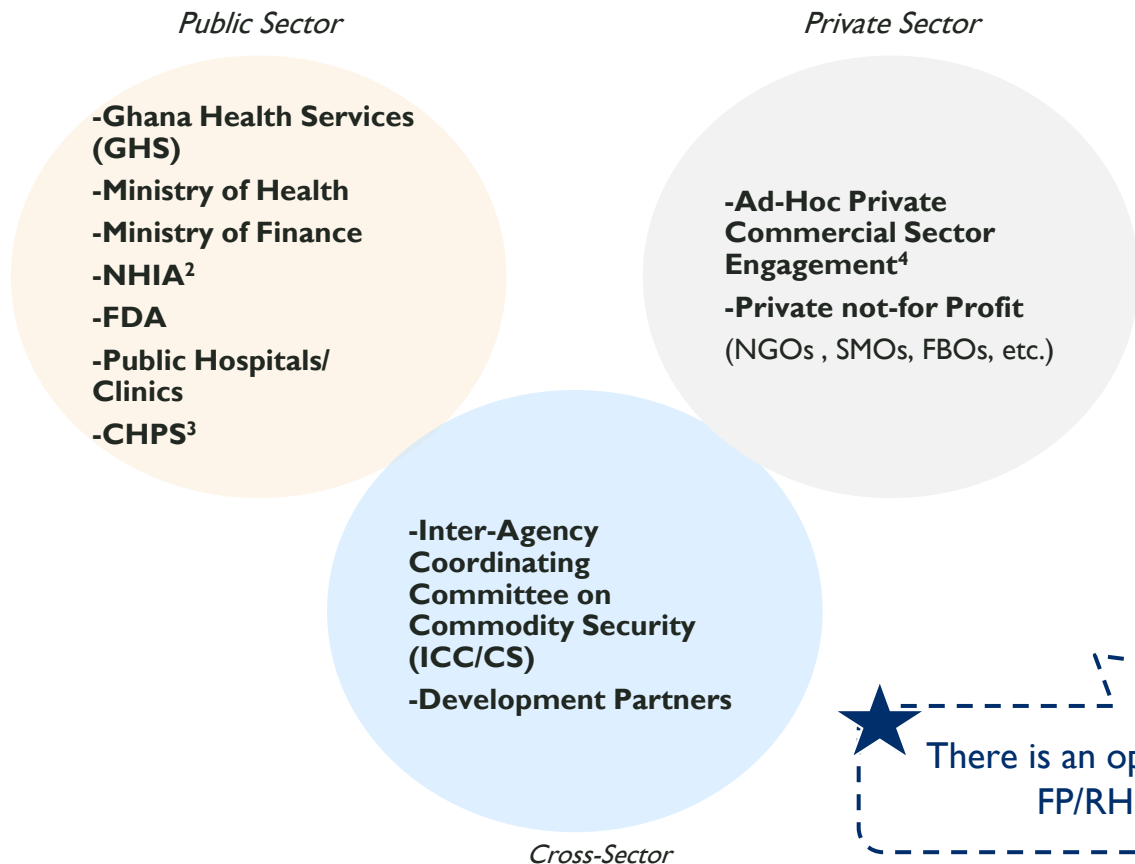 Public Sector
Private Sector
-Ghana Health Services
(GHS)
-Ministry of Health
-Ministry of Finance
-NHIA²
-FDA
-Public Hospitals/
Clinics
-CHPS³
-Ad-Hoc Private
Commercial Sector
Engagement⁴
-Private not-for Profit
(NGOs , SMOs, FBOs, etc.)
-Inter-Agency
Coordinating
Committee on
Commodity Security
(ICC/CS)
-Development Partners
There is an op
FP/RH
Cross-Sector